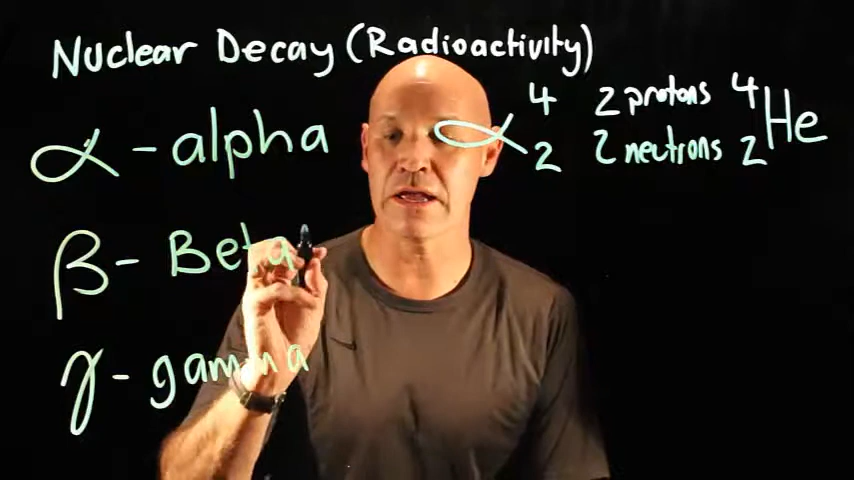 Nuclear Decay (Radioactivity)
α - alpha
α 4 2 2 protons 2 neutrons 4 2 He
β - Beta
γ - gamma